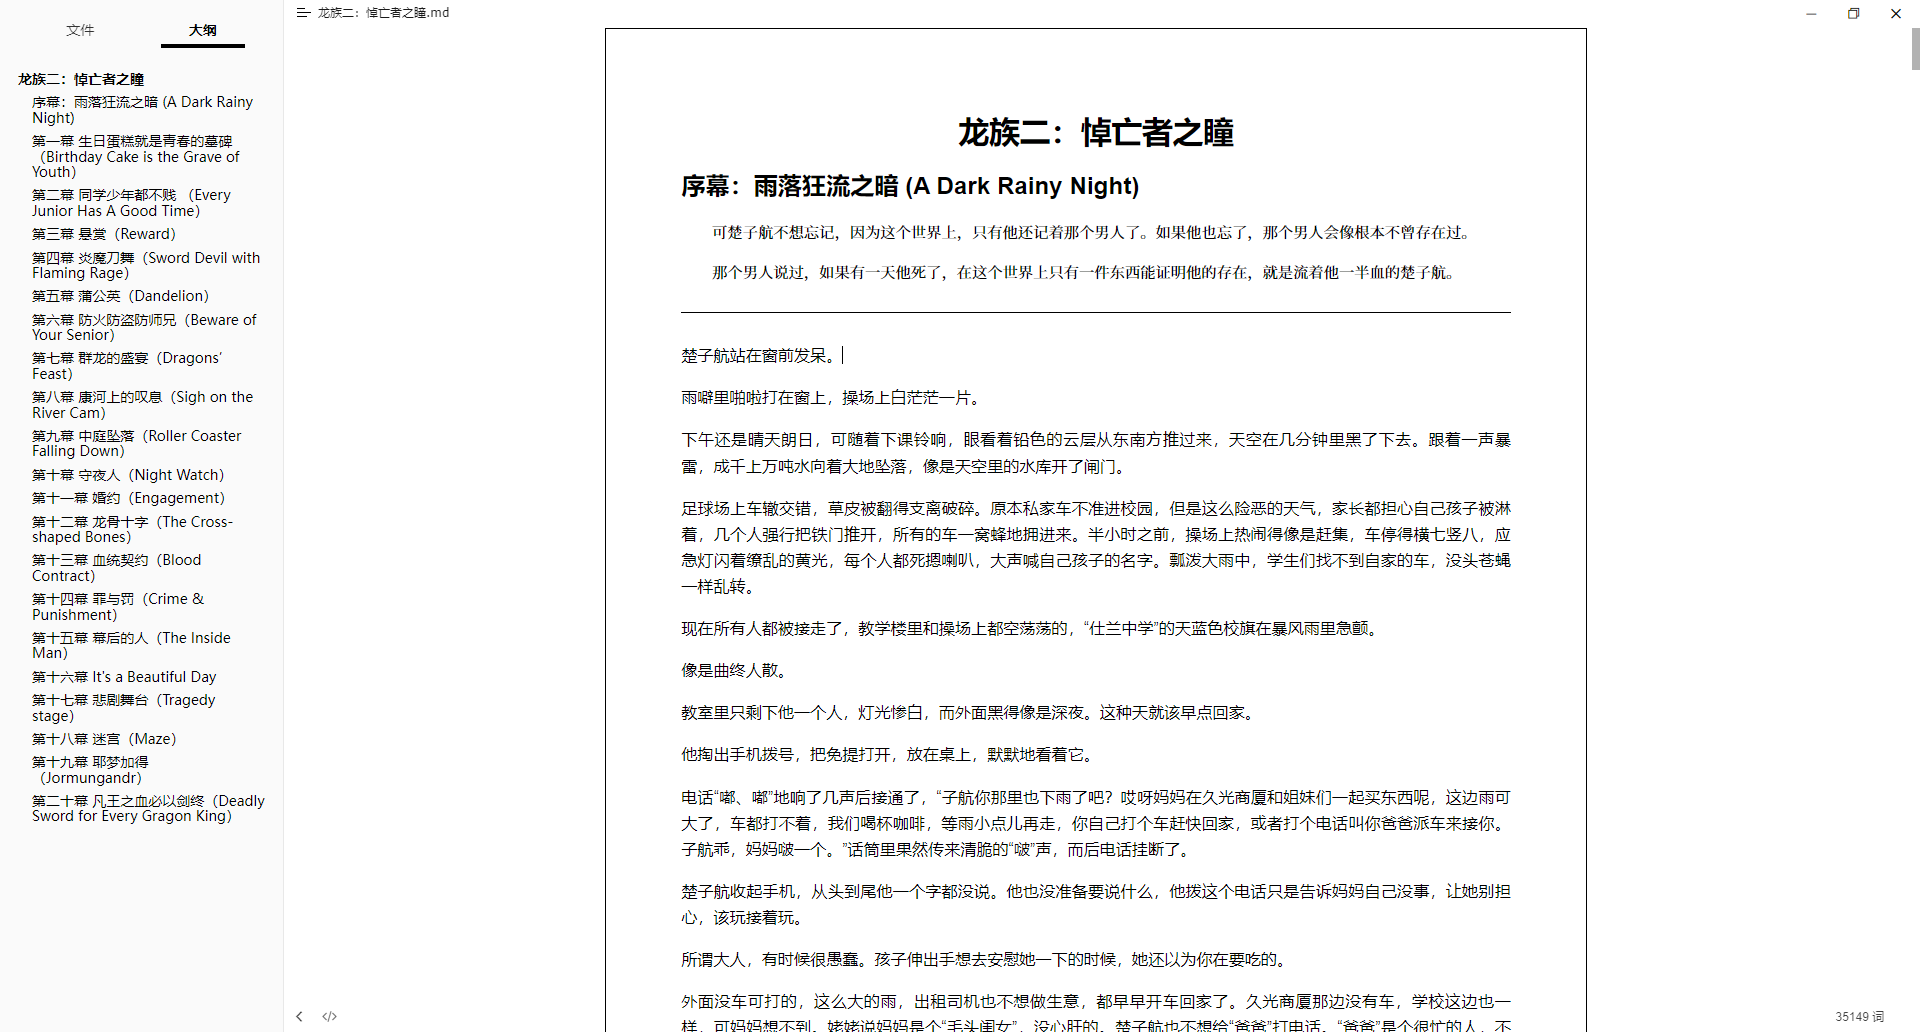 文件
大纲
龙族二：悼亡者之瞳
序幕：雨落狂流之暗 (A Dark Rainy
Night)
第一幕 生日蛋糕就是青春的墓碑
（Birthday Cake is the Grave of
Youth）
第二幕 同学少年都不贱 （Every
Junior Has A Good Time）
第三幕 悬赏（Reward）
第四幕 炎魔刀舞（Sword Devil with
Flaming Rage）
第五幕 蒲公英（Dandelion）
第六幕 防火防盗防师兄（Beware of
Your Senior）
第七幕 群龙的盛宴（Dragons’
Feast）
第八幕 康河上的叹息（Sigh on the
River Cam）
第九幕 中庭坠落（Roller Coaster
Falling Down）
第十幕 守夜人（Night Watch）
第十一幕 婚约（Engagement）
第十二幕 龙骨十字（The Cross-
shaped Bones）
第十三幕 血统契约（Blood
Contract）
第十四幕 罪与罚（Crime &
Punishment）
第十五幕 幕后的人（The Inside
Man）
第十六幕 It's a Beautiful Day
第十七幕 悲剧舞台（Tragedy
stage）
第十八幕 迷宫（Maze）
第十九幕 耶梦加得
（Jormungandr）
第二十幕 凡王之血必以剑终（Deadly
Sword for Every Gragon King）
龙族二：悼亡者之瞳.md
龙族二：悼亡者之瞳
序幕：雨落狂流之暗 (A Dark Rainy Night)
可楚子航不想忘记，因为这个世界上，只有他还记着那个男人了。如果他也忘了，那个男人会像根本不曾存在过。
那个男人说过，如果有一天他死了，在这个世界上只有一件东西能证明他的存在，就是流着他一半血的楚子航。
楚子航站在窗前发呆。
雨噼里啪啦打在窗上，操场上白茫茫一片。
下午还是晴天朗日，可随着下课铃响，眼看着铅色的云层从东南方推过来，天空在几分钟里黑了下去。跟着一声暴
雷，成千上万吨水向着大地坠落，像是天空里的水库开了闸门。
足球场上车辙交错，草皮被翻得支离破碎。原本私家车不准进校园，但是这么险恶的天气，家长都担心自己孩子被淋
着，几个人强行把铁门推开，所有的车一窝蜂地拥进来。半小时之前，操场上热闹得像是赶集，车停得横七竖八，应
急灯闪着缭乱的黄光，每个人都死摁喇叭，大声喊自己孩子的名字。瓢泼大雨中，学生们找不到自家的车，没头苍蝇
一样乱转。
现在所有人都被接走了，教学楼里和操场上都空荡荡的，“仕兰中学”的天蓝色校旗在暴风雨里急颤。
像是曲终人散。
教室里只剩下他一个人，灯光惨白，而外面黑得像是深夜。这种天就该早点回家。
他掏出手机拨号，把免提打开，放在桌上，默默地看着它。
电话“嘟、嘟”地响了几声后接通了，“子航你那里也下雨了吧？哎呀妈妈在久光商厦和姐妹们一起买东西呢，这边雨可
大了，车都打不着，我们喝杯咖啡，等雨小点儿再走，你自己打个车赶快回家，或者打个电话叫你爸爸派车来接你。
子航乖，妈妈啵一个。”话筒里果然传来清脆的“啵”声，而后电话挂断了。
楚子航收起手机，从头到尾他一个字都没说。他也没准备要说什么，他拨这个电话只是告诉妈妈自己没事，让她别担
心，该玩接着玩。
所谓大人，有时候很愚蠢。孩子伸出手想去安慰她一下的时候，她还以为你在要吃的。
外面没车可打的，这么大的雨，出租司机也不想做生意，都早早开车回家了。久光商厦那边没有车，学校这边也一
样，可妈妈想不到。姥姥说妈妈是个“毛头闺女”，没心肝的。楚子航也不想给“爸爸”打电话。“爸爸”是个很忙的人，不
35149 词